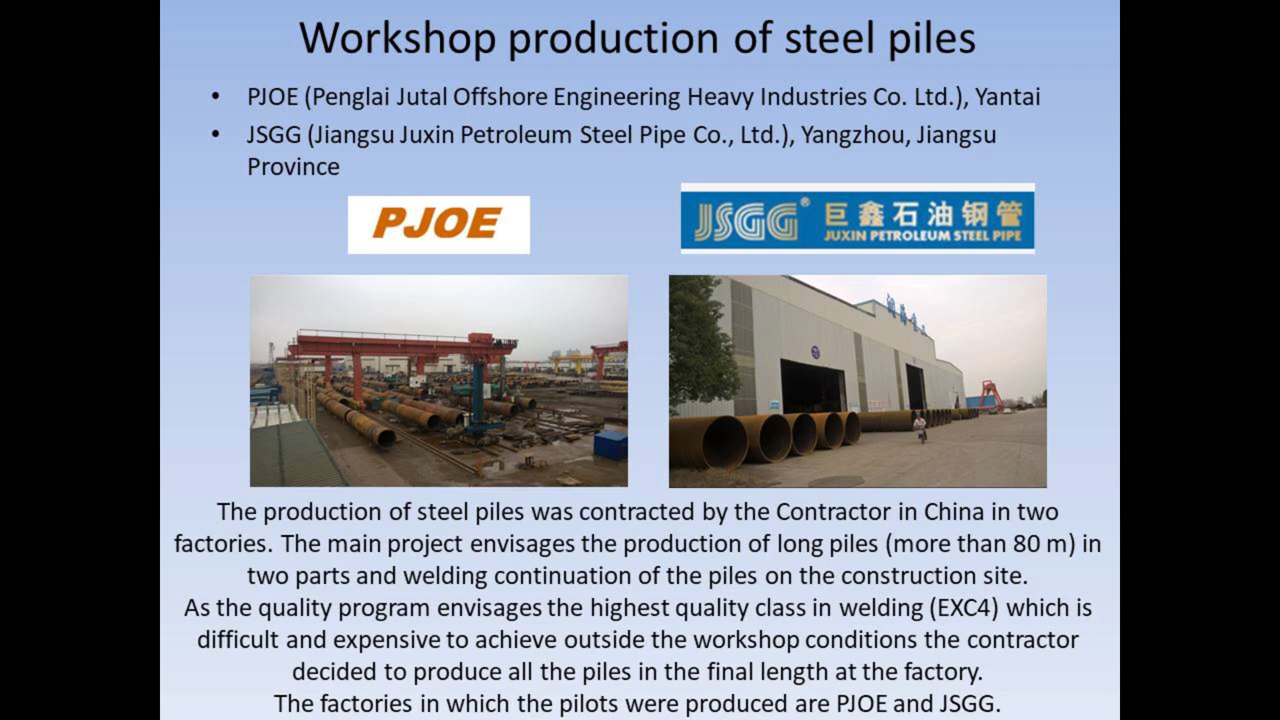 Workshop production of steel piles
• PJOE (Penglai Jutal Offshore Engineering Heavy Industries Co. Ltd.), Yantai
• JSGG (Jiangsu Juxin Petroleum Steel Pipe Co., Ltd.), Yangzhou, Jiangsu
Province
PJOE
JSGG® 巨鑫石油钢管
JUXIN PETROLEUM STEEL PIPE
The production of steel piles was contracted by the Contractor in China in two
factories. The main project envisages the production of long piles (more than 80 m) in
two parts and welding continuation of the piles on the construction site.
As the quality program envisages the highest quality class in welding (EXC4) which is
difficult and expensive to achieve outside the workshop conditions the contractor
decided to produce all the piles in the final length at the factory.
The factories in which the pilots were produced are PJOE and JSGG.